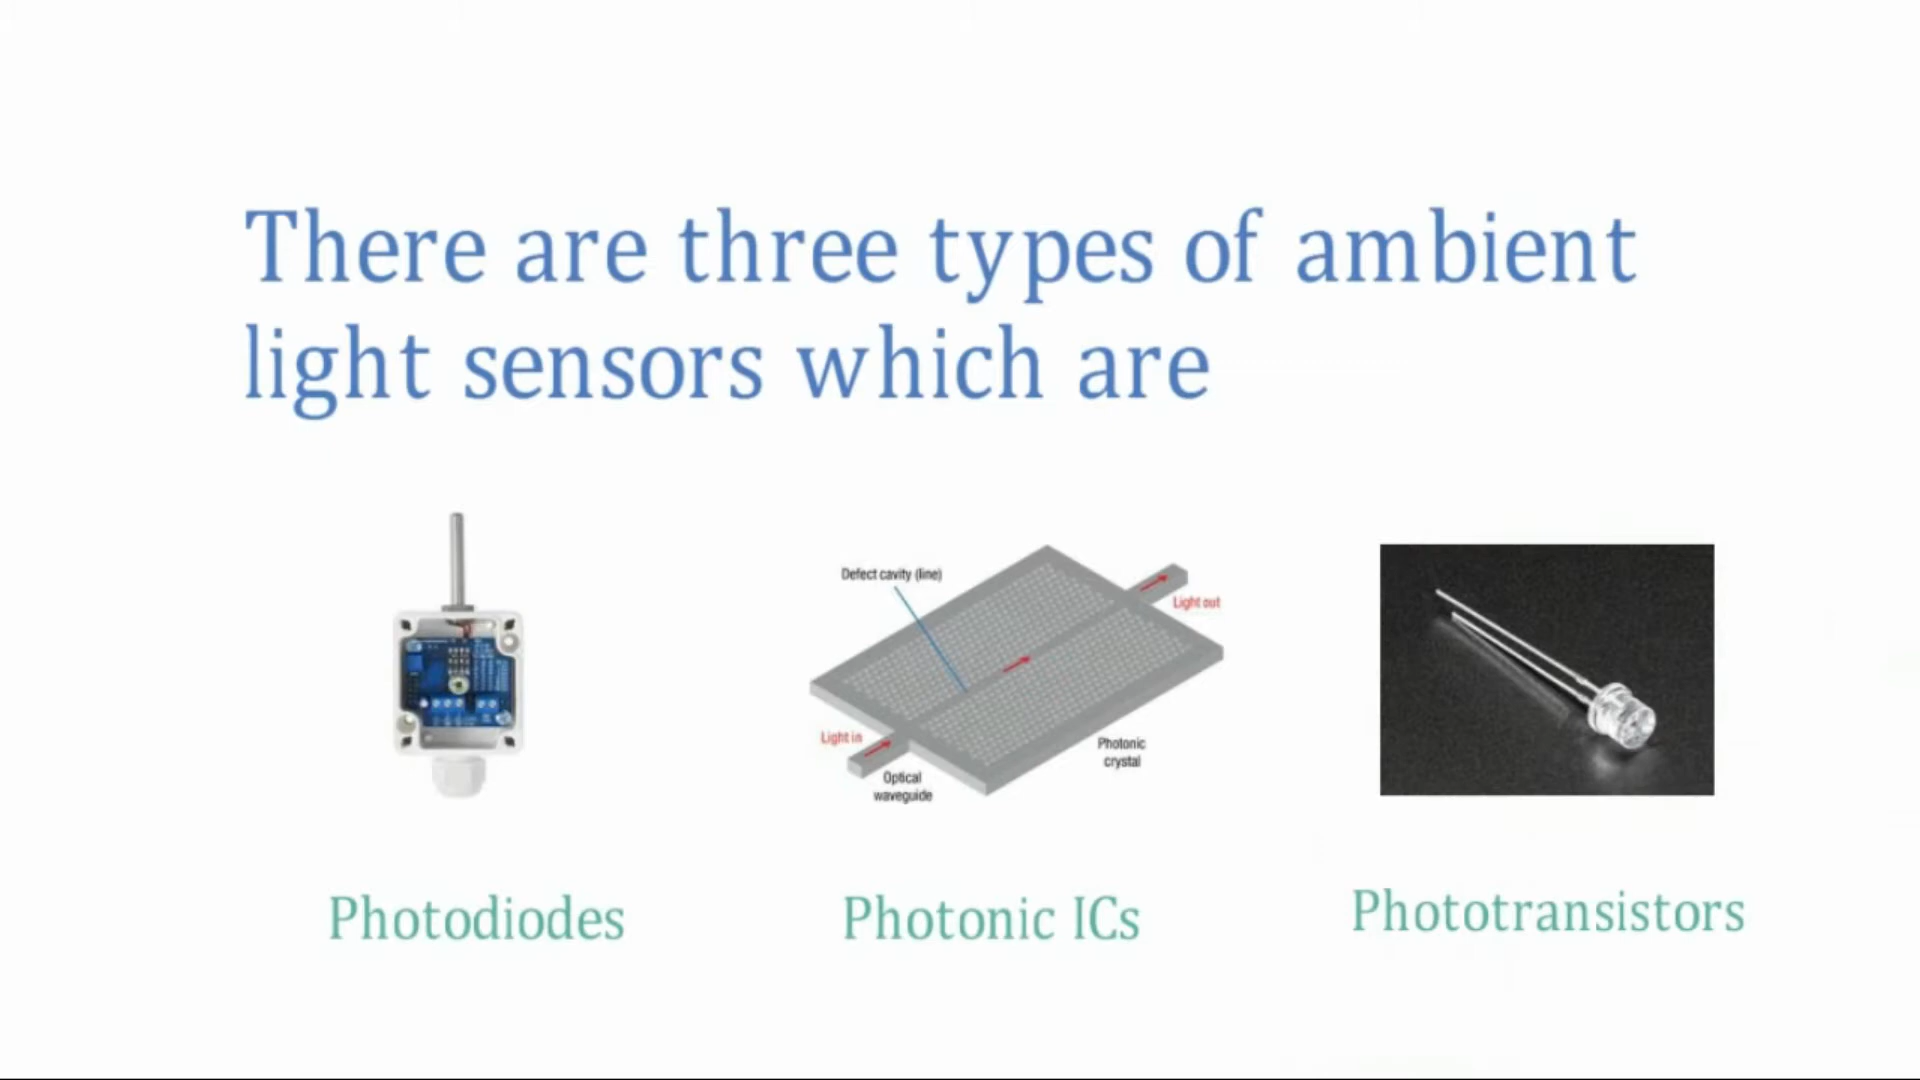 There are three types of ambient
light sensors which are
Defect cavity (line)
Light out
Light in
Optical
waveguide
Photonic
crystal
Photodiodes
Photonic ICs
Phototransistors